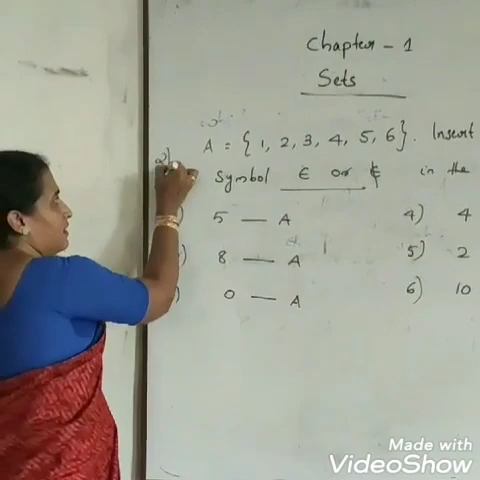 Chapter - 1
Sets
A = {1, 2, 3, 4, 5, 6}. Insert
Symbol ∈ or ∉ in the
5 — A 4) 4
8 — A 5) 2
0 — A 6) 10
Made with
VideoShow